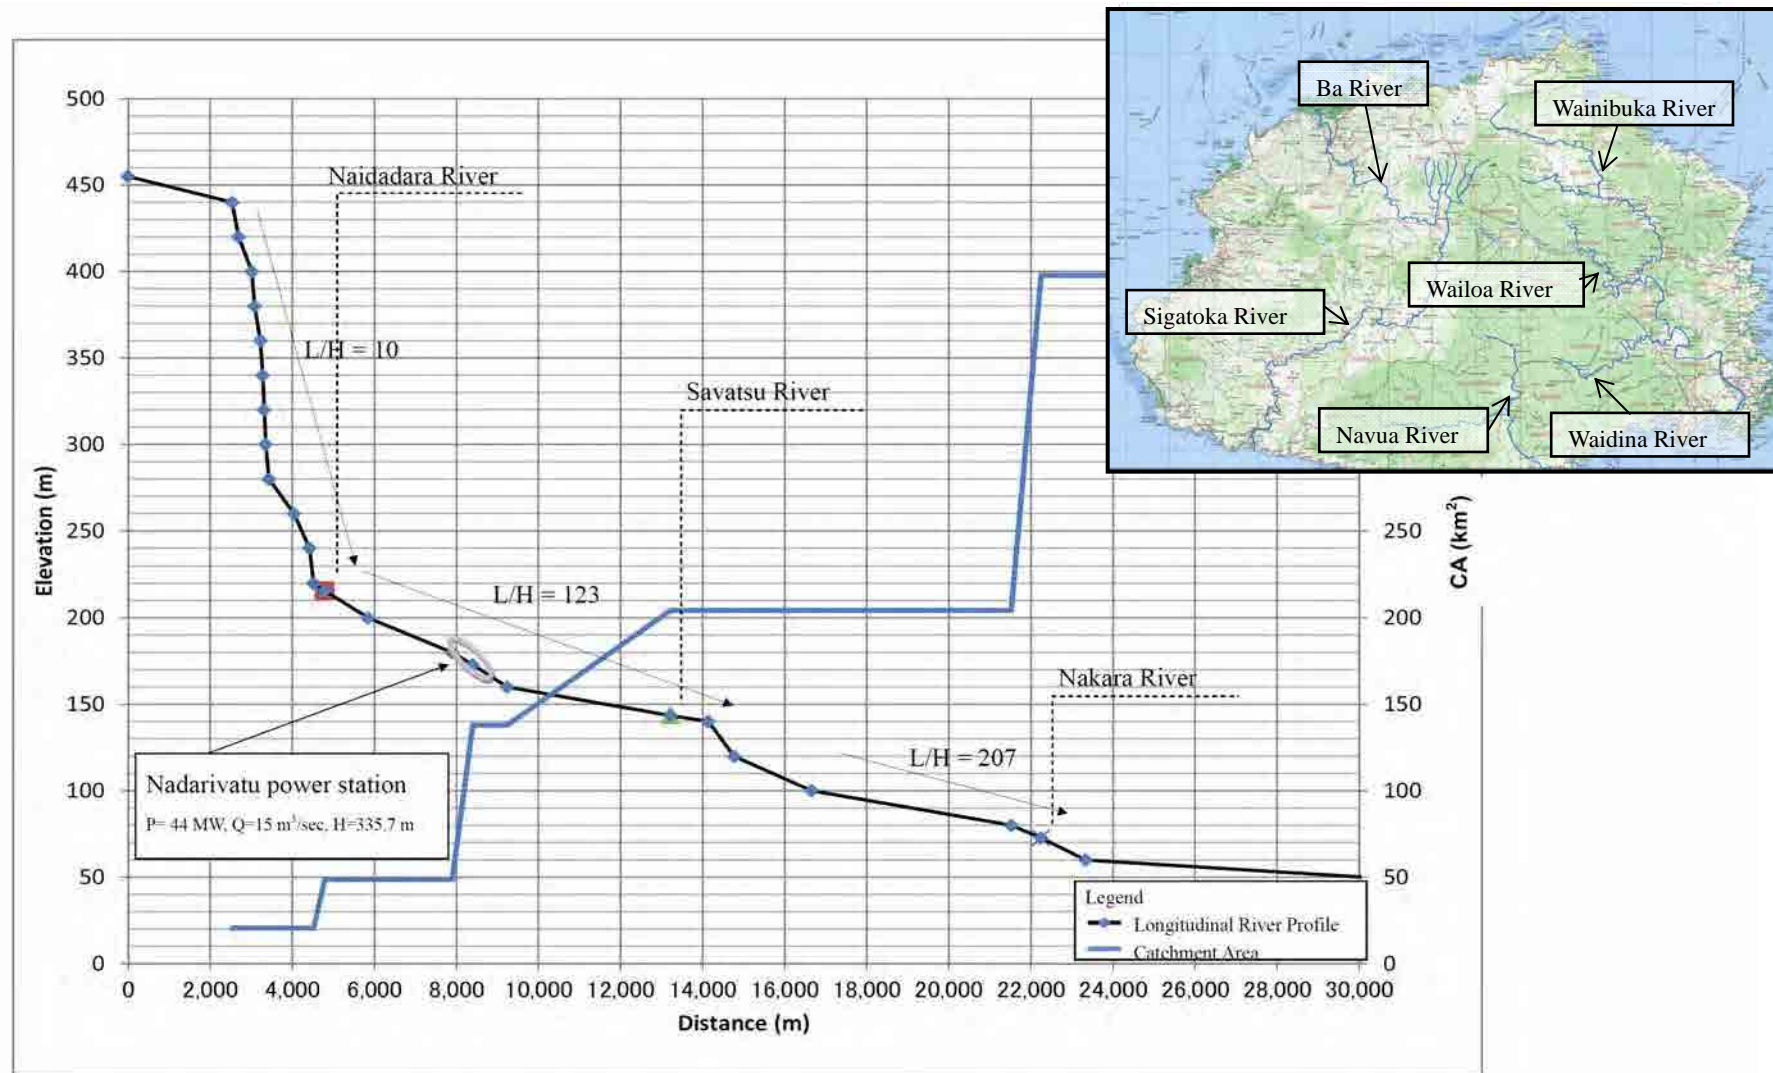 Ba River
Wainibuka River
Wailoa River
Sigatoka River
Navua River
Waidina River
500
450
400
350
300
250
200
150
100
50
0
Elevation (m)
Naidadara River
L/H = 10
Savatsu River
L/H = 123
Nakara River
L/H = 207
Nadarivatu power station
P= 44 MW, Q=15 m³/sec, H=335.7 m
250
200
150
100
50
0
CA (km²)
Legend
Longitudinal River Profile
Catchment Area
0 2,000 4,000 6,000 8,000 10,000 12,000 14,000 16,000 18,000 20,000 22,000 24,000 26,000 28,000 30,000
Distance (m)